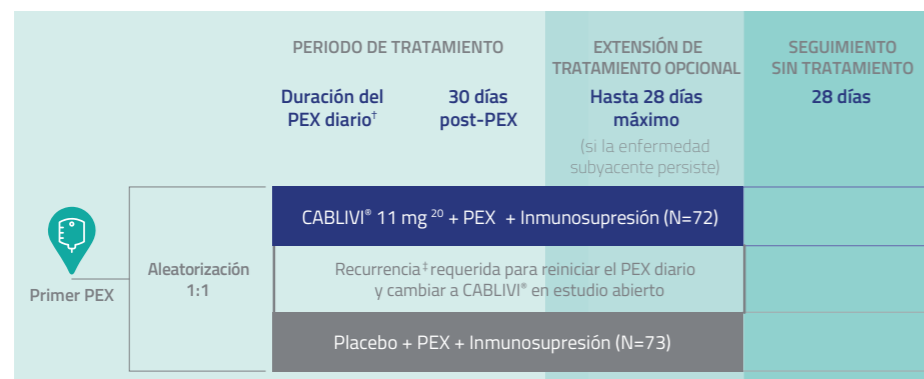 PERIODO DE TRATAMIENTO
EXTENSIÓN DE
TRATAMIENTO OPCIONAL
SEGUIMIENTO
SIN TRATAMIENTO
Duración del
PEX diario†
30 días
post-PEX
Hasta 28 días
máximo
(si la enfermedad
subyacente persiste)
28 días
Primer PEX
Aleatorización
1:1
CABLIVI® 11 mg 20 + PEX + Inmunosupresión (N=72)
Recurrencia‡ requerida para reiniciar el PEX diario
y cambiar a CABLIVI® en estudio abierto
Placebo + PEX + Inmunosupresión (N=73)